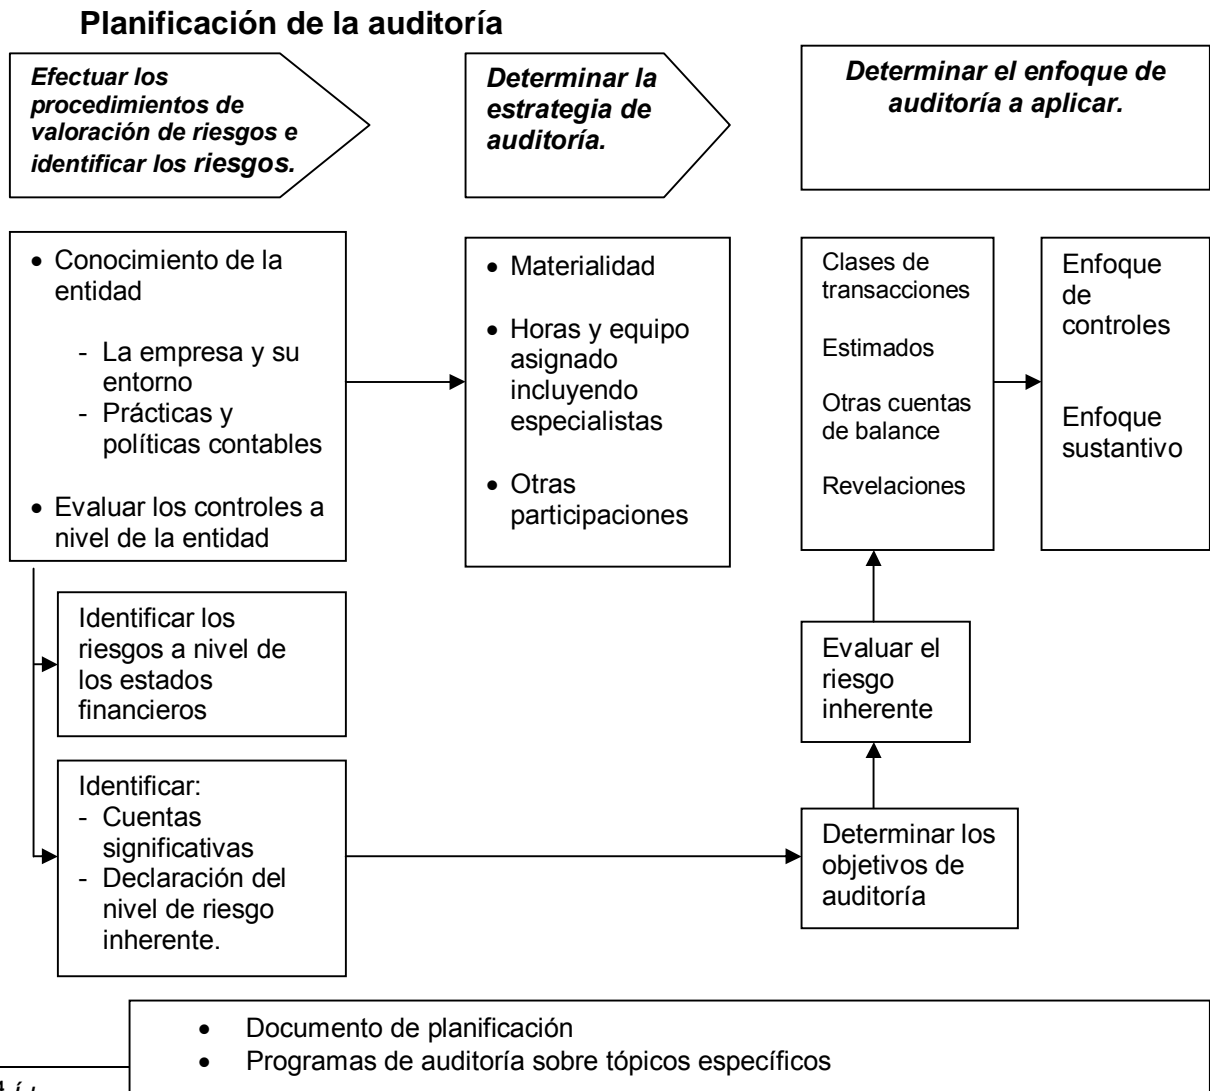 Planificación de la auditoría
Efectuar los
procedimientos de
valoración de riesgos e
identificar los riesgos.
Determinar la
estrategia de
auditoría.
Determinar el enfoque de
auditoría a aplicar.
• Conocimiento de la
entidad
- La empresa y su
entorno
- Prácticas y
políticas contables
• Evaluar los controles a
nivel de la entidad
• Materialidad
• Horas y equipo
asignado
incluyendo
especialistas
• Otras
participaciones
Clases de
transacciones
Estimados
Otras cuentas
de balance
Revelaciones
Enfoque
de
controles
Enfoque
sustantivo
Identificar los
riesgos a nivel de
los estados
financieros
Evaluar el
riesgo
inherente
Identificar:
- Cuentas
significativas
- Declaración del
nivel de riesgo
inherente.
Determinar los
objetivos de
auditoría
• Documento de planificación
• Programas de auditoría sobre tópicos específicos